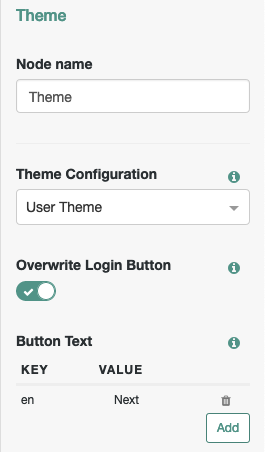 Theme
Node name
Theme
Theme Configuration
User Theme
Overwrite Login Button
Button Text
KEY VALUE
en Next
Add